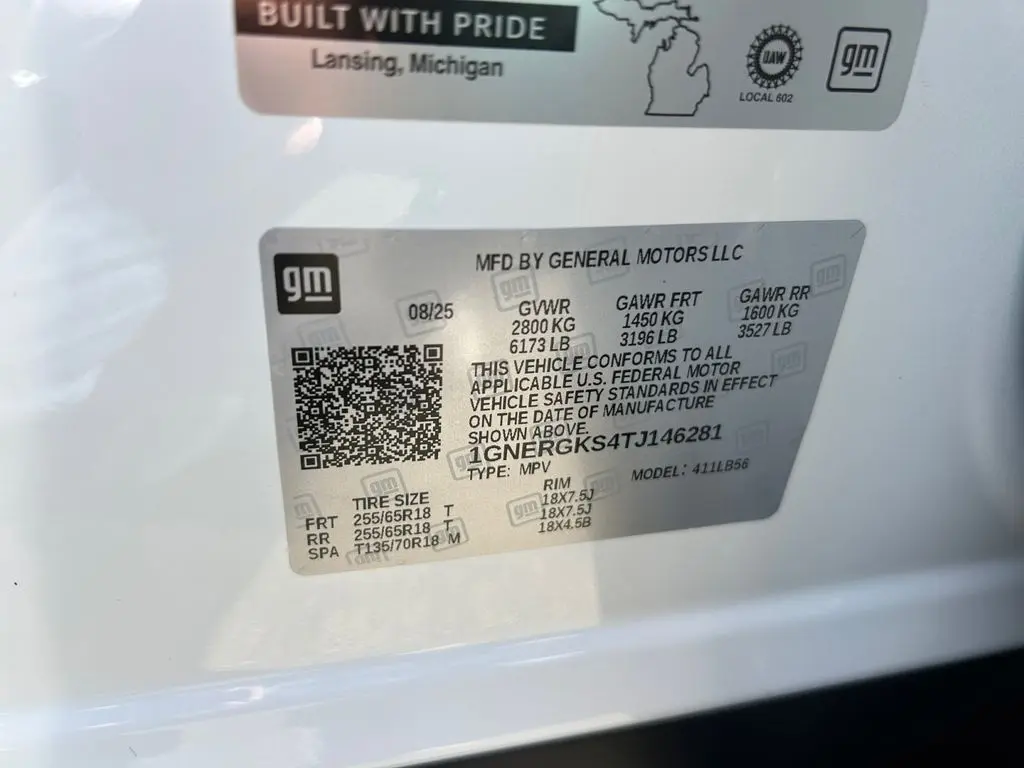 BUILT WITH PRIDE
Lansing, Michigan
UAW
LOCAL 602
gm
gm
MFD BY GENERAL MOTORS LLC
08/25
GVWR
2800 KG
6173 LB
GAWR FRT
1450 KG
3196 LB
GAWR RR
1600 KG
3527 LB
THIS VEHICLE CONFORMS TO ALL
APPLICABLE U.S. FEDERAL MOTOR
VEHICLE SAFETY STANDARDS IN EFFECT
ON THE DATE OF MANUFACTURE
SHOWN ABOVE.
1GNERGKS4TJ146281
TYPE: MPV
MODEL: 411LB56
TIRE SIZE
RIM
FRT 255/65R18 T 18X7.5J
RR 255/65R18 T 18X7.5J
SPA T135/70R18 M 18X4.5B